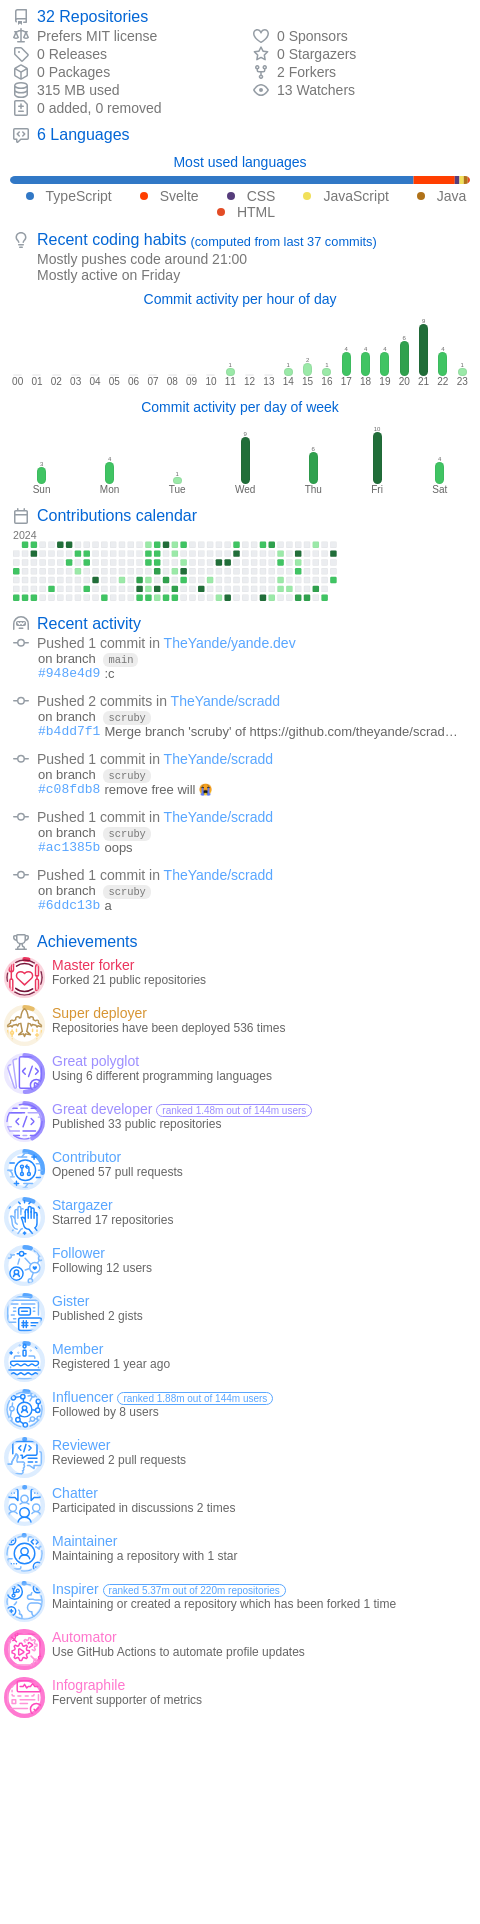 32 Repositories
Prefers MIT license
0 Sponsors
0 Releases
0 Stargazers
0 Packages
2 Forkers
315 MB used
13 Watchers
0 added, 0 removed
6 Languages
Most used languages
TypeScript Svelte CSS JavaScript Java
HTML
Recent coding habits (computed from last 37 commits)
Mostly pushes code around 21:00
Mostly active on Friday
Commit activity per hour of day
1 1 2 1 4 4 4 6 9 4 1
00 01 02 03 04 05 06 07 08 09 10 11 12 13 14 15 16 17 18 19 20 21 22 23
Commit activity per day of week
3 4 1 9 6 10 4
Sun Mon Tue Wed Thu Fri Sat
Contributions calendar
2024
Recent activity
Pushed 1 commit in TheYande/yande.dev
on branch main
#948e4d9 :c
Pushed 2 commits in TheYande/scradd
on branch scruby
#b4dd7f1 Merge branch 'scruby' of https://github.com/theyande/scrad…
Pushed 1 commit in TheYande/scradd
on branch scruby
#c08fdb8 remove free will 😭
Pushed 1 commit in TheYande/scradd
on branch scruby
#ac1385b oops
Pushed 1 commit in TheYande/scradd
on branch scruby
#6ddc13b a
Achievements
Master forker
Forked 21 public repositories
Super deployer
Repositories have been deployed 536 times
Great polyglot
Using 6 different programming languages
Great developer ranked 1.48m out of 144m users
Published 33 public repositories
Contributor
Opened 57 pull requests
Stargazer
Starred 17 repositories
Follower
Following 12 users
Gister
Published 2 gists
Member
Registered 1 year ago
Influencer ranked 1.88m out of 144m users
Followed by 8 users
Reviewer
Reviewed 2 pull requests
Chatter
Participated in discussions 2 times
Maintainer
Maintaining a repository with 1 star
Inspirer ranked 5.37m out of 220m repositories
Maintaining or created a repository which has been forked 1 time
Automator
Use GitHub Actions to automate profile updates
Infographile
Fervent supporter of metrics